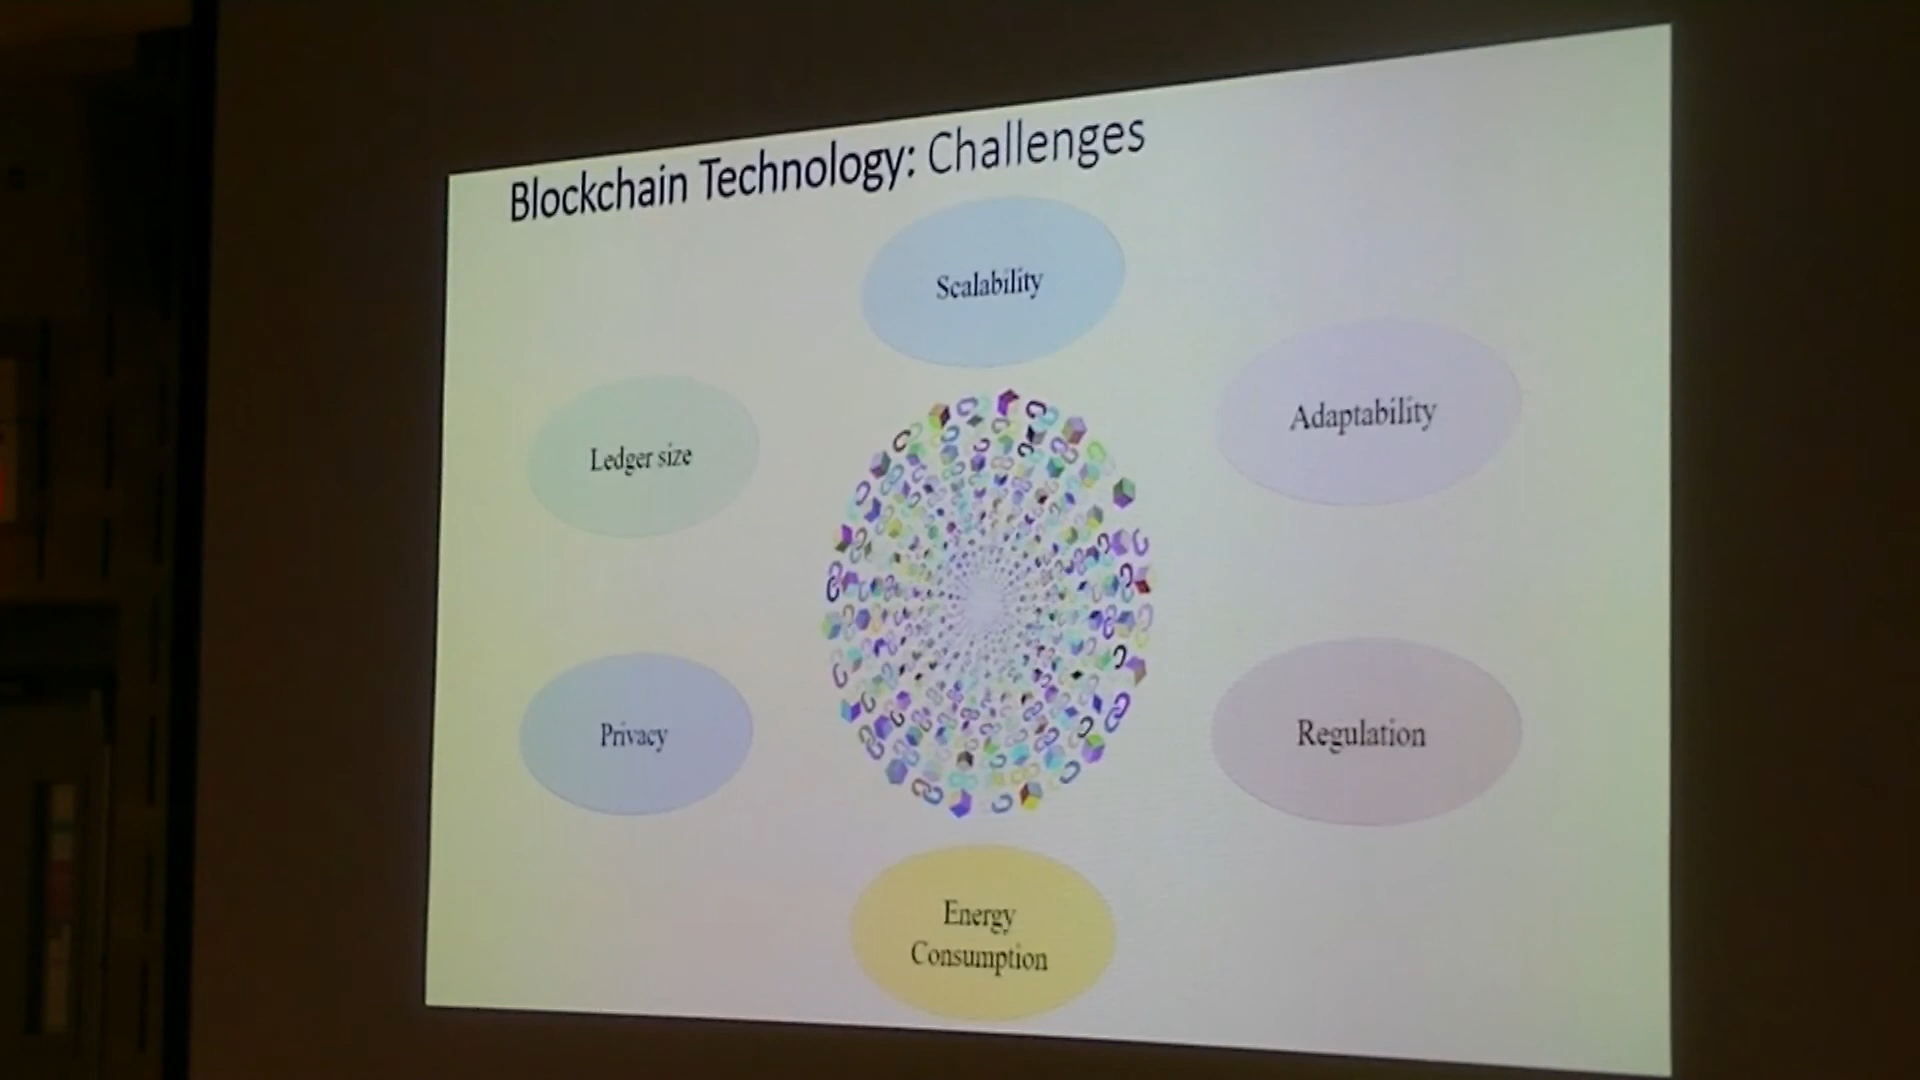 Blockchain Technology: Challenges
Scalability
Adaptability
Ledger size
Privacy
Regulation
Energy
Consumption